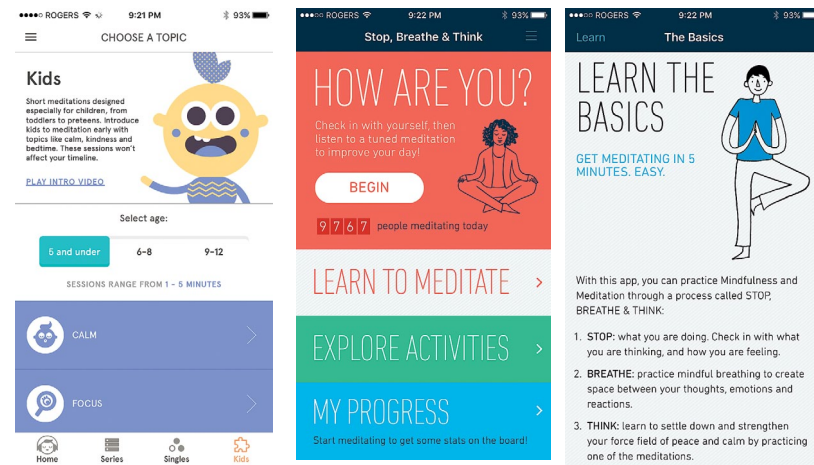 ROGERS 9:21 PM 93%
CHOOSE A TOPIC
Kids
Short meditations designed
especially for children, from
toddlers to preteens. Introduce
kids to meditation early with
topics like calm, kindness and
bedtime. These sessions won't
affect your timeline.
PLAY INTRO VIDEO
Select age:
5 and under 6-8 9-12
SESSIONS RANGE FROM 1 - 5 MINUTES
CALM
FOCUS
Home Series Singles Kids
ROGERS 9:22 PM 93%
Stop, Breathe & Think
HOW ARE YOU?
Check in with yourself, then
listen to a tuned meditation
to improve your day!
BEGIN
9767 people meditating today
LEARN TO MEDITATE
EXPLORE ACTIVITIES
MY PROGRESS
Start meditating to get some stats on the board!
ROGERS 9:22 PM 93%
Learn The Basics
LEARN THE
BASICS
GET MEDITATING IN 5
MINUTES. EASY.
With this app, you can practice Mindfulness and
Meditation through a process called STOP,
BREATHE & THINK:
1. STOP: what you are doing. Check in with what
you are thinking, and how you are feeling.
2. BREATHE: practice mindful breathing to create
space between your thoughts, emotions and
reactions.
3. THINK: learn to settle down and strengthen
your force field of peace and calm by practicing
one of the meditations.